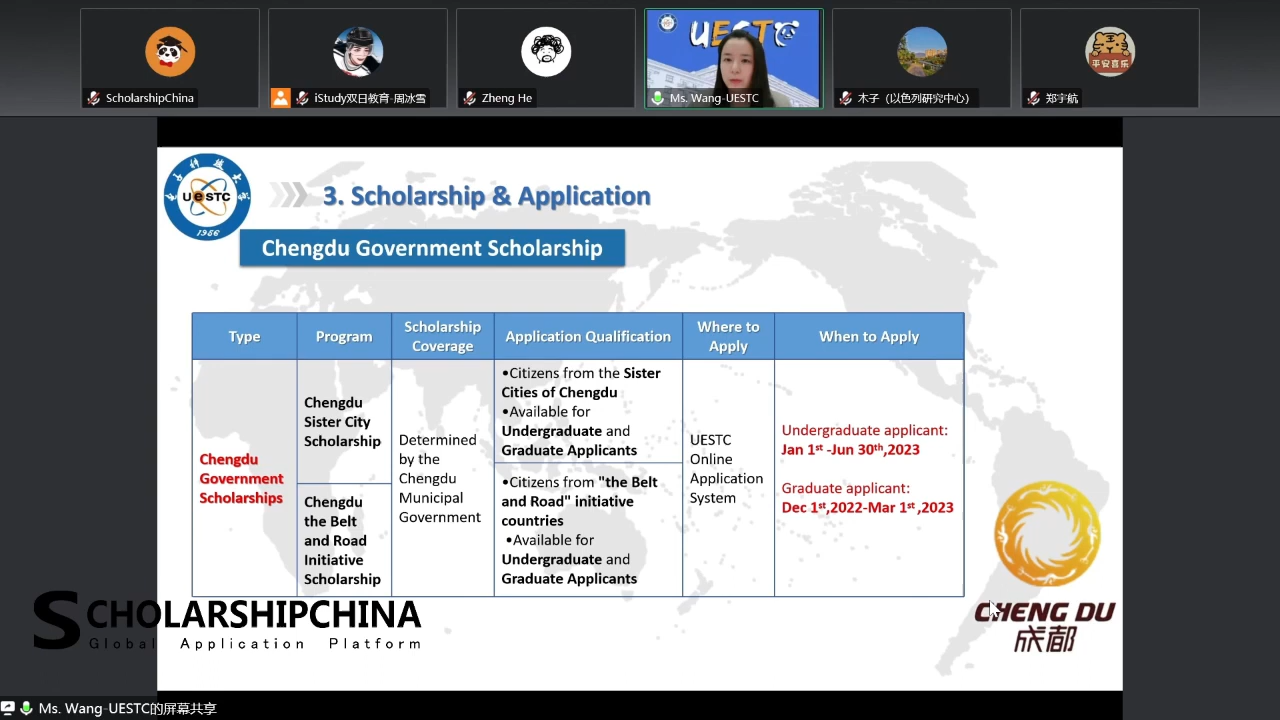 UESTC
ScholarshipChina
iStudy双日教育-周冰雪
Zheng He
Ms. Wang-UESTC
木子（以色列研究中心）
平安喜乐
郑宇航
UESTC
1956
3. Scholarship & Application
Chengdu Government Scholarship
Type
Program
Scholarship
Coverage
Application Qualification
Where to
Apply
When to Apply
Chengdu
Government
Scholarships
Chengdu
Sister City
Scholarship
Chengdu
the Belt
and Road
Initiative
Scholarship
Determined
by the
Chengdu
Municipal
Government
•Citizens from the Sister
Cities of Chengdu
•Available for
Undergraduate and
Graduate Applicants
•Citizens from "the Belt
and Road" initiative
countries
•Available for
Undergraduate and
Graduate Applicants
UESTC
Online
Application
System
Undergraduate applicant:
Jan 1st -Jun 30th,2023
Graduate applicant:
Dec 1st,2022-Mar 1st,2023
CHENG DU
成都
SCHOLARSHIPCHINA
Global Application Platform
Ms. Wang-UESTC的屏幕共享